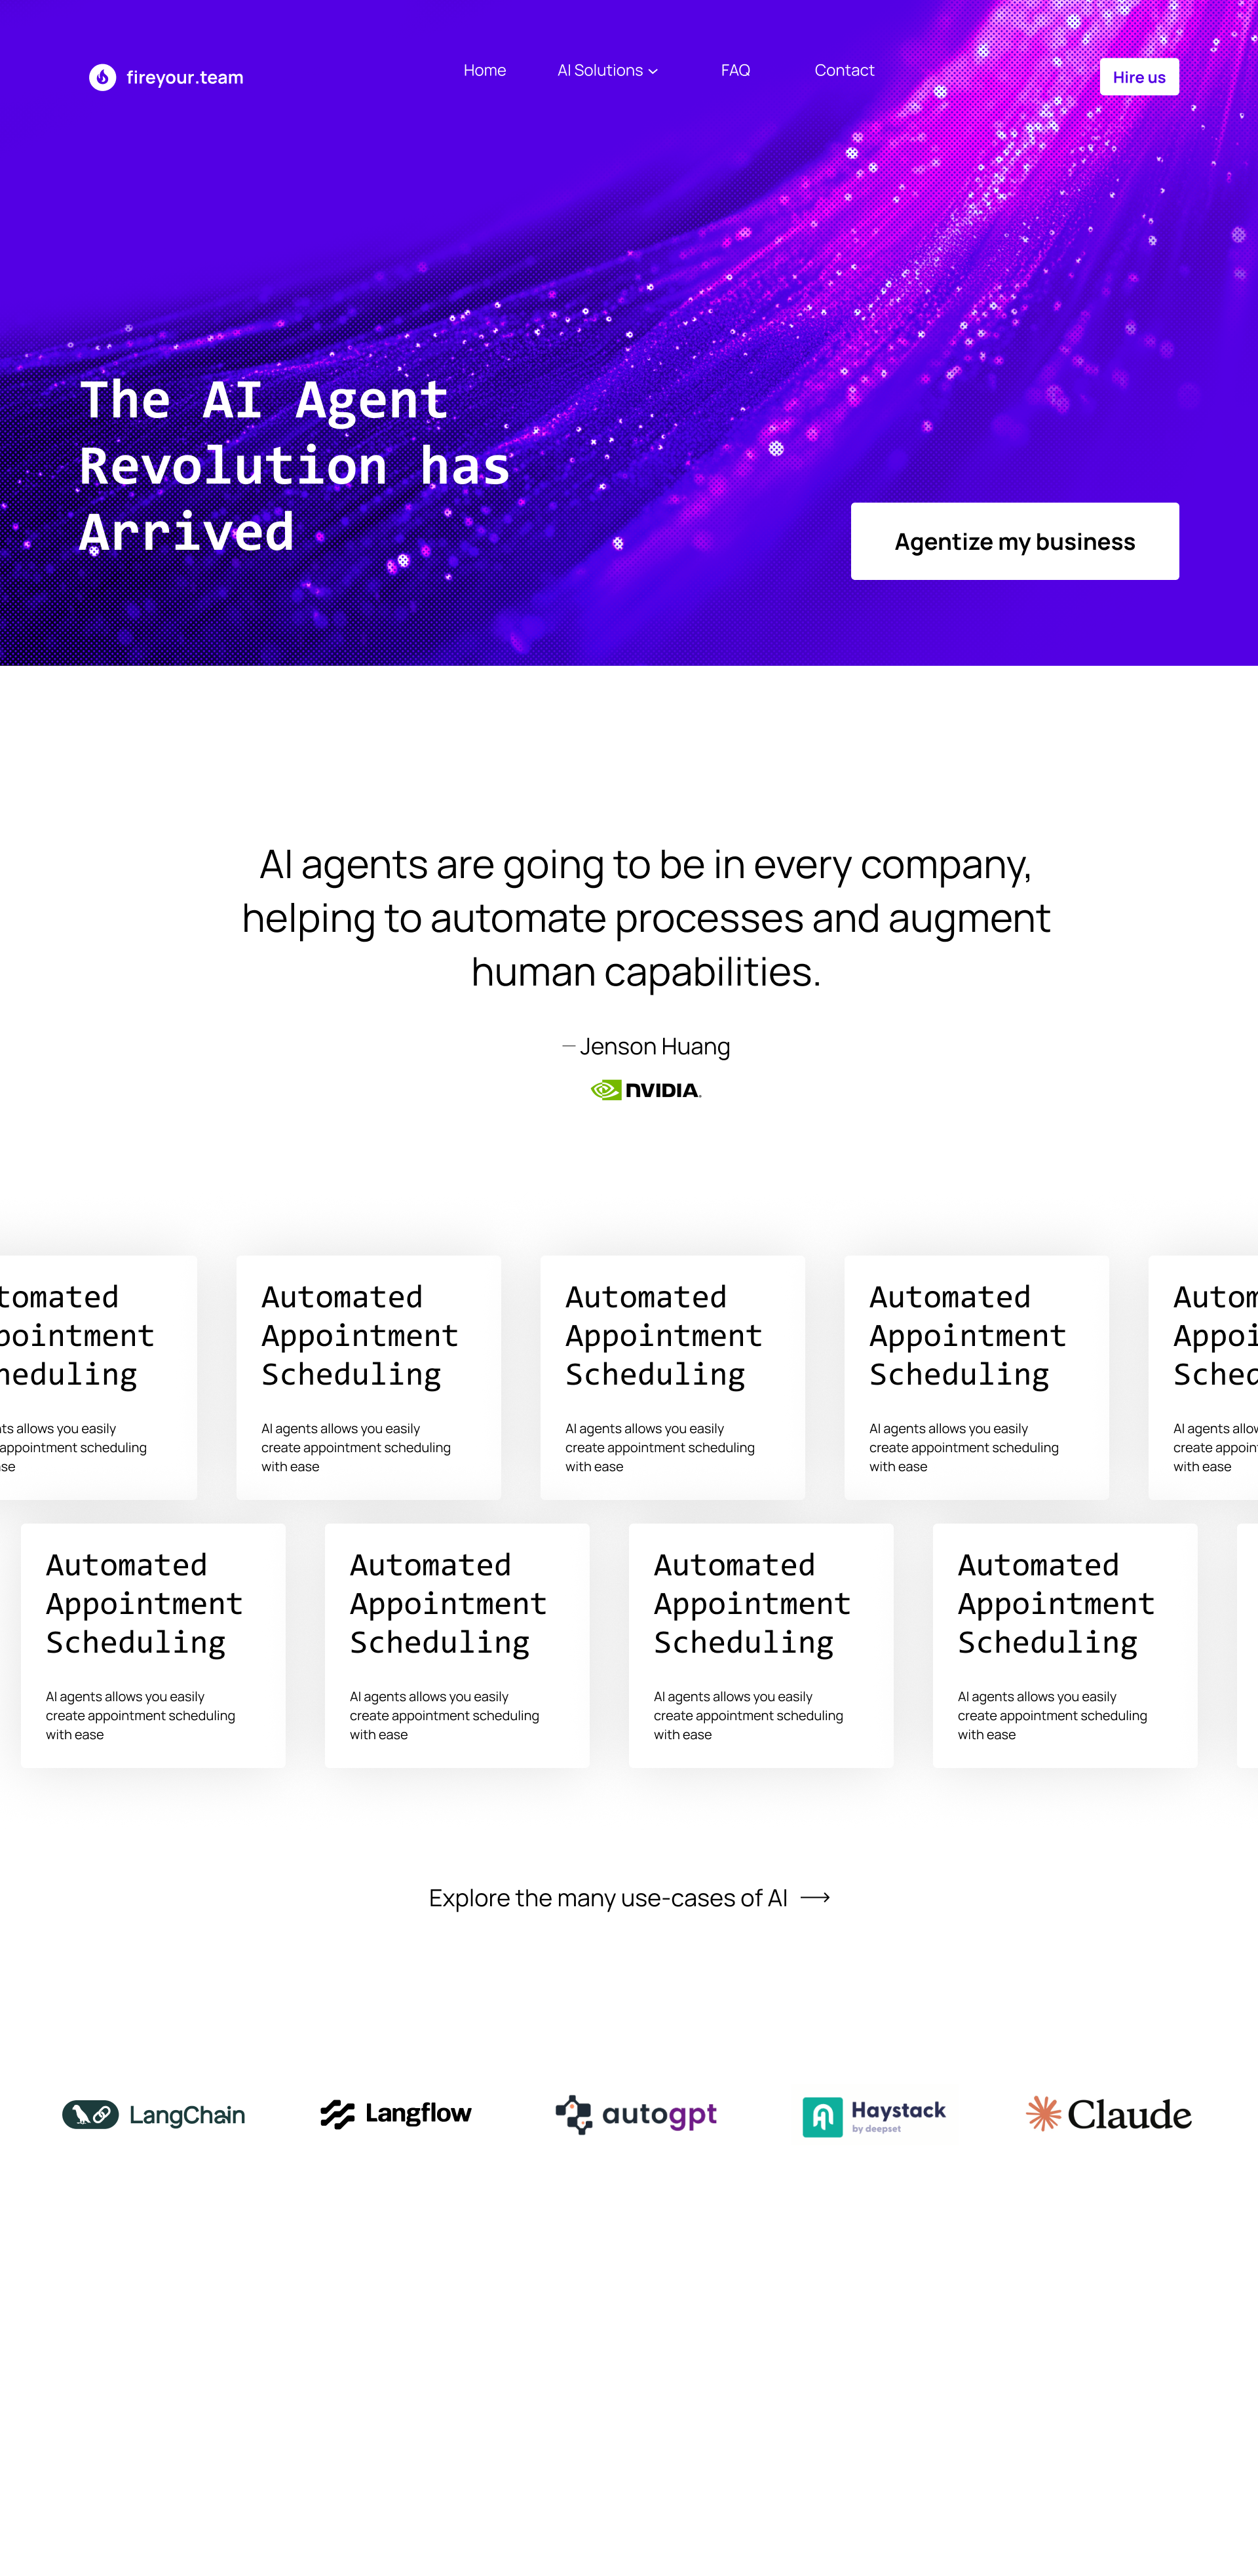 fireyour.team
Home
AI Solutions
FAQ
Contact
Hire us
The AI Agent
Revolution has
Arrived
Agentize my business
AI agents are going to be in every company,
helping to automate processes and augment
human capabilities.
— Jenson Huang
NVIDIA.
tomated
pointment
heduling
ts allows you easily
appointment scheduling
se
Automated
Appointment
Scheduling
AI agents allows you easily
create appointment scheduling
with ease
Automated
Appointment
Scheduling
AI agents allows you easily
create appointment scheduling
with ease
Automated
Appointment
Scheduling
AI agents allows you easily
create appointment scheduling
with ease
Autom
Appoi
Sched
AI agents allow
create appoin
with ease
Automated
Appointment
Scheduling
AI agents allows you easily
create appointment scheduling
with ease
Automated
Appointment
Scheduling
AI agents allows you easily
create appointment scheduling
with ease
Automated
Appointment
Scheduling
AI agents allows you easily
create appointment scheduling
with ease
Automated
Appointment
Scheduling
AI agents allows you easily
create appointment scheduling
with ease
Explore the many use-cases of AI ⟶
LangChain
Langflow
autogpt
Haystack
by deepset
Claude